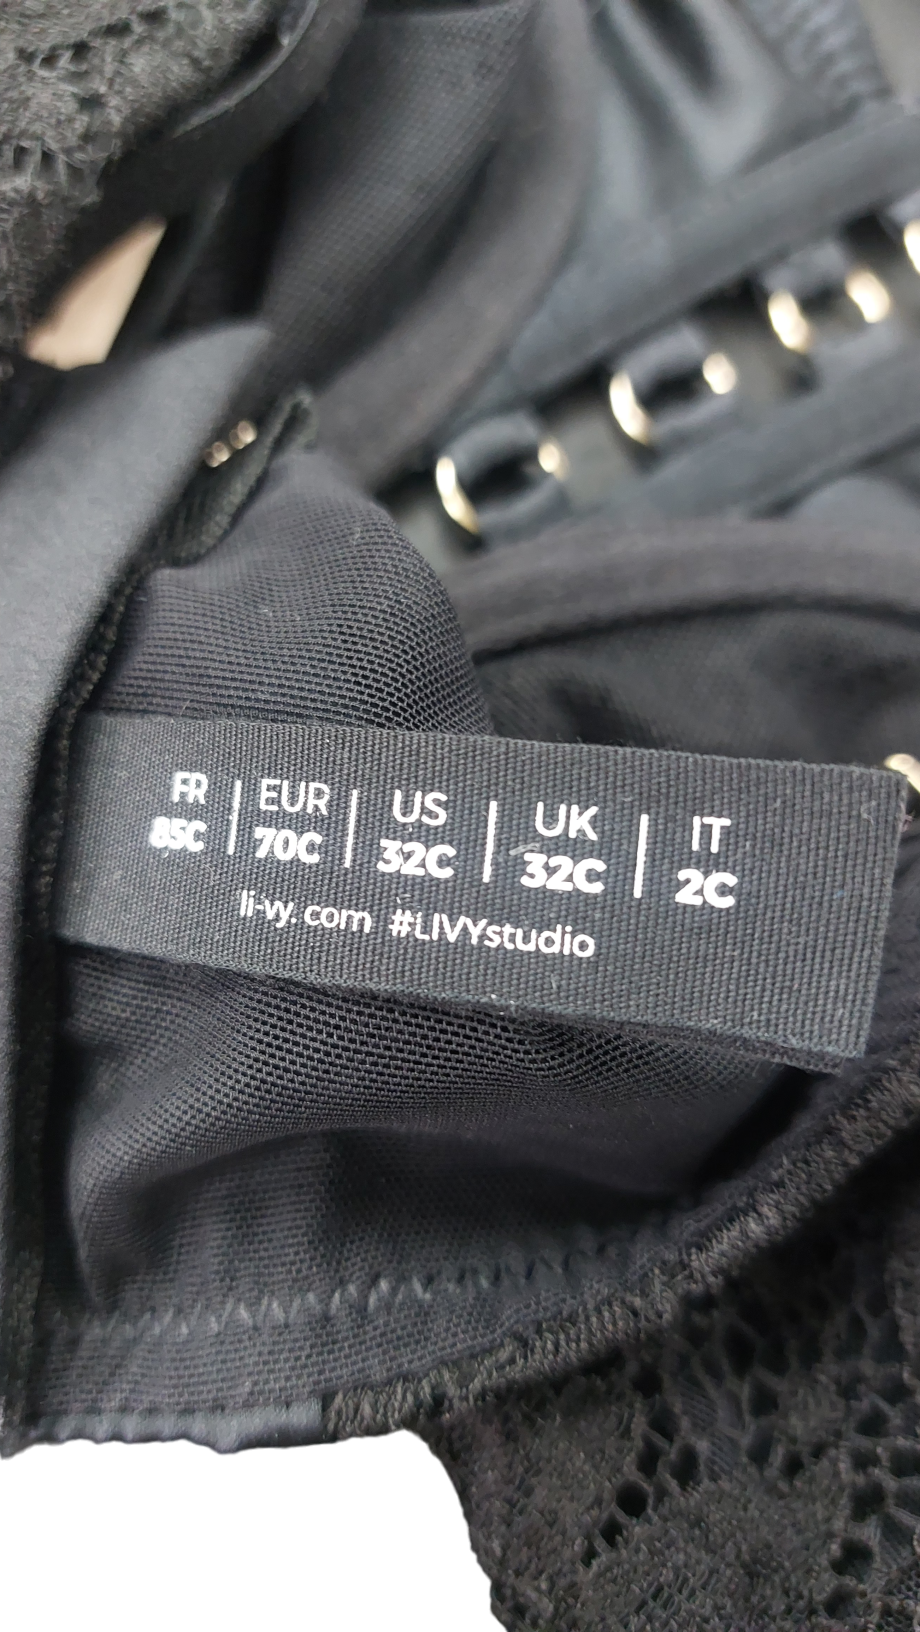 FR | EUR | US | UK | IT
85C | 70C | 32C | 32C | 2C
li-vy.com #LIVYstudio